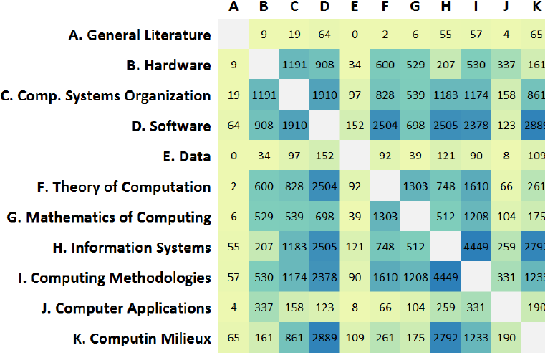 A B C D E F G H I J K
A. General Literature 9 19 64 0 2 6 55 57 4 65
B. Hardware 9 1191 908 34 600 529 207 530 337 161
C. Comp. Systems Organization 19 1191 1910 97 828 539 1183 1174 158 861
D. Software 64 908 1910 152 2504 698 2505 2378 123 2889
E. Data 0 34 97 152 92 39 121 90 8 109
F. Theory of Computation 2 600 828 2504 92 1303 748 1610 66 261
G. Mathematics of Computing 6 529 539 698 39 1303 512 1208 104 175
H. Information Systems 55 207 1183 2505 121 748 512 4449 259 2792
I. Computing Methodologies 57 530 1174 2378 90 1610 1208 4449 331 1233
J. Computer Applications 4 337 158 123 8 66 104 259 331 190
K. Computin Milieux 65 161 861 2889 109 261 175 2792 1233 190